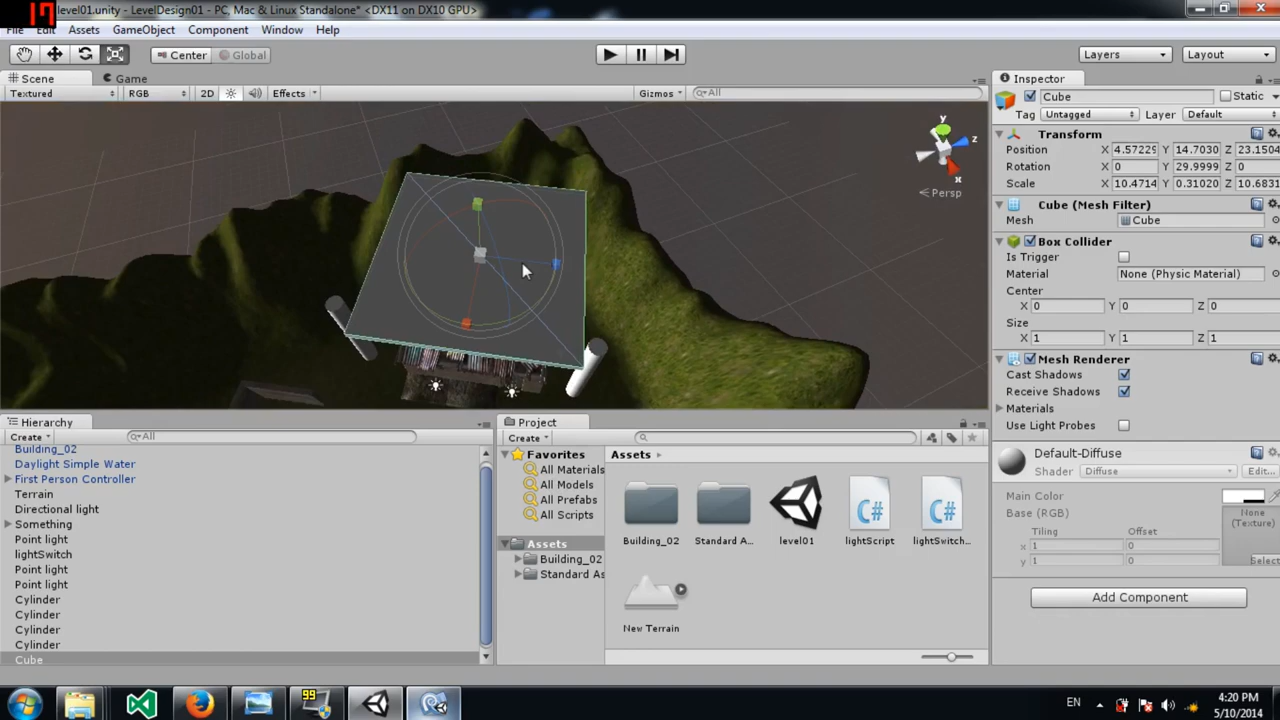 17
level01.unity - LevelDesign01 - PC, Mac & Linux Standalone* <DX11 on DX10 GPU>
File Edit Assets GameObject Component Window Help
Center Global Layers Layout
Scene Game Inspector
Textured RGB 2D Effects Gizmos All
Cube Static
Tag Untagged Layer Default
Transform
Position X 4.57229 Y 14.7030 Z 23.1504
Rotation X 0 Y 29.9999 Z 0
Scale X 10.4714 Y 0.31020 Z 10.6831
y
z
x
Persp
Cube (Mesh Filter)
Mesh Cube
Box Collider
Is Trigger
Material None (Physic Material)
Center
X 0 Y 0 Z 0
Size
X 1 Y 1 Z 1
Mesh Renderer
Cast Shadows
Receive Shadows
Materials
Use Light Probes
Default-Diffuse
Shader Diffuse Edit...
Main Color
Base (RGB) None
(Texture)
Tiling Offset
x 1 0
y 1 0
Select
Add Component
Hierarchy
Create All
Building_02
Daylight Simple Water
First Person Controller
Terrain
Directional light
Something
Point light
lightSwitch
Point light
Point light
Cylinder
Cylinder
Cylinder
Cylinder
Cube
Project
Create
Favorites
All Materials
All Models
All Prefabs
All Scripts
Assets
Building_02
Standard As
Assets
C# C#
Building_02 Standard A... level01 lightScript lightSwitch...
New Terrain
99
EN
4:20 PM
5/10/2014